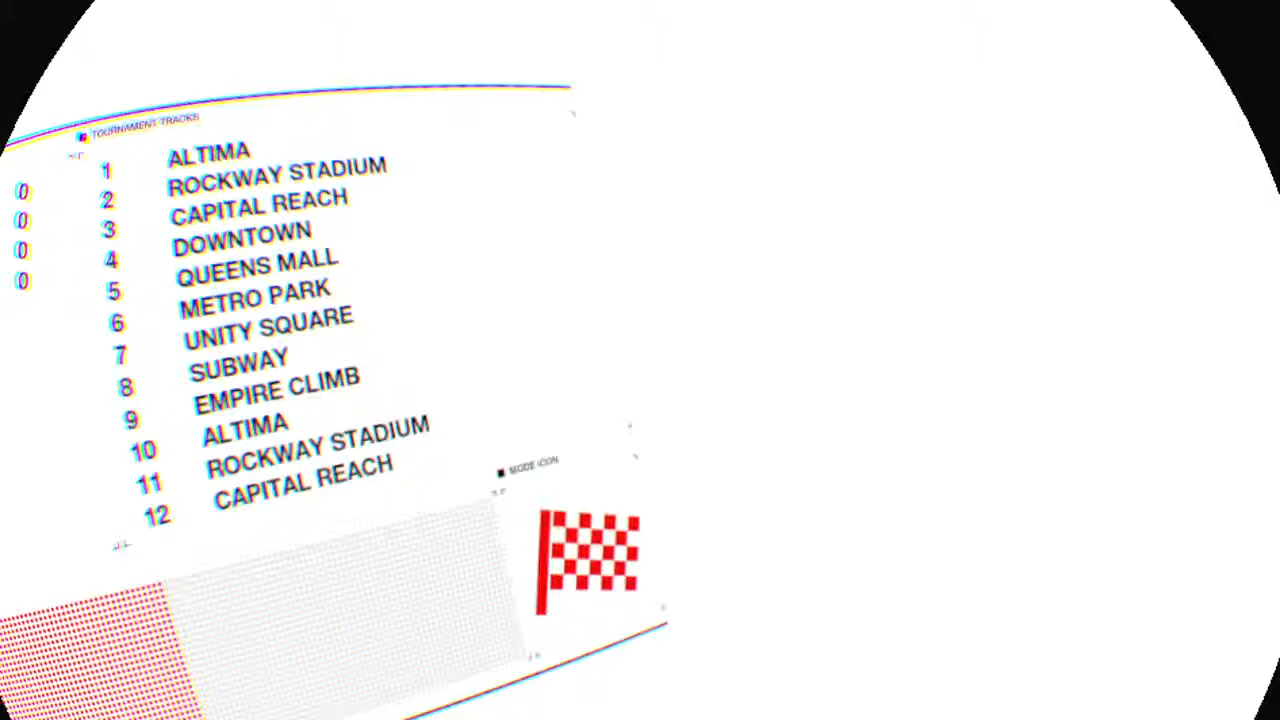 TOURNAMENT TRACKS
1 ALTIMA
0 2 ROCKWAY STADIUM
0 3 CAPITAL REACH
0 4 DOWNTOWN
0 5 QUEENS MALL
6 METRO PARK
7 UNITY SQUARE
8 SUBWAY
9 EMPIRE CLIMB
10 ALTIMA
11 ROCKWAY STADIUM
12 CAPITAL REACH
MODE ICON